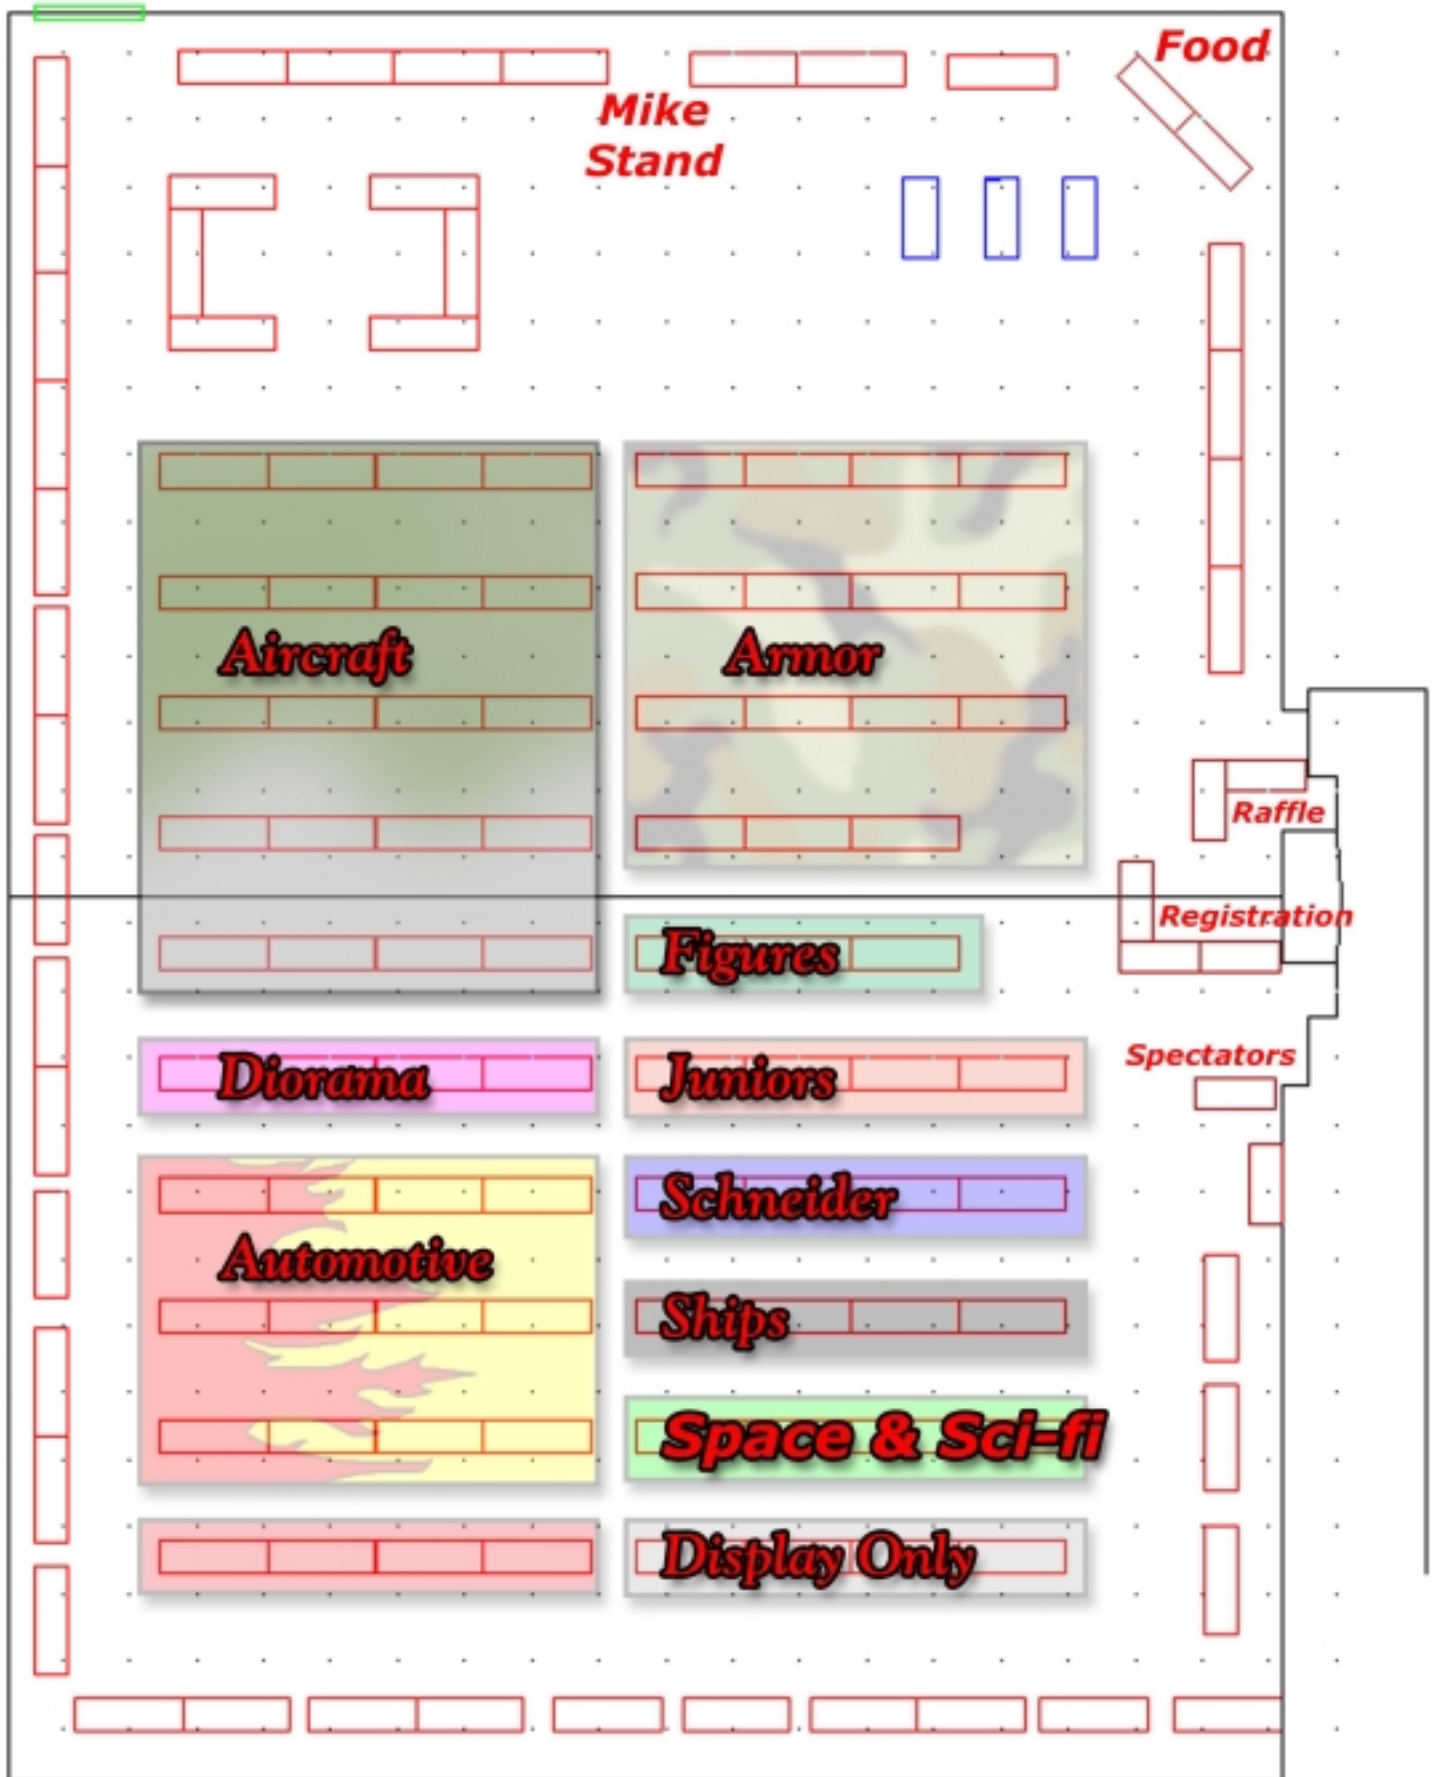 Food
Mike
Stand
Aircraft
Armor
Raffle
Registration
Figures
Spectators
Diorama
Juniors
Schneider
Automotive
Ships
Space & Sci-fi
Display Only